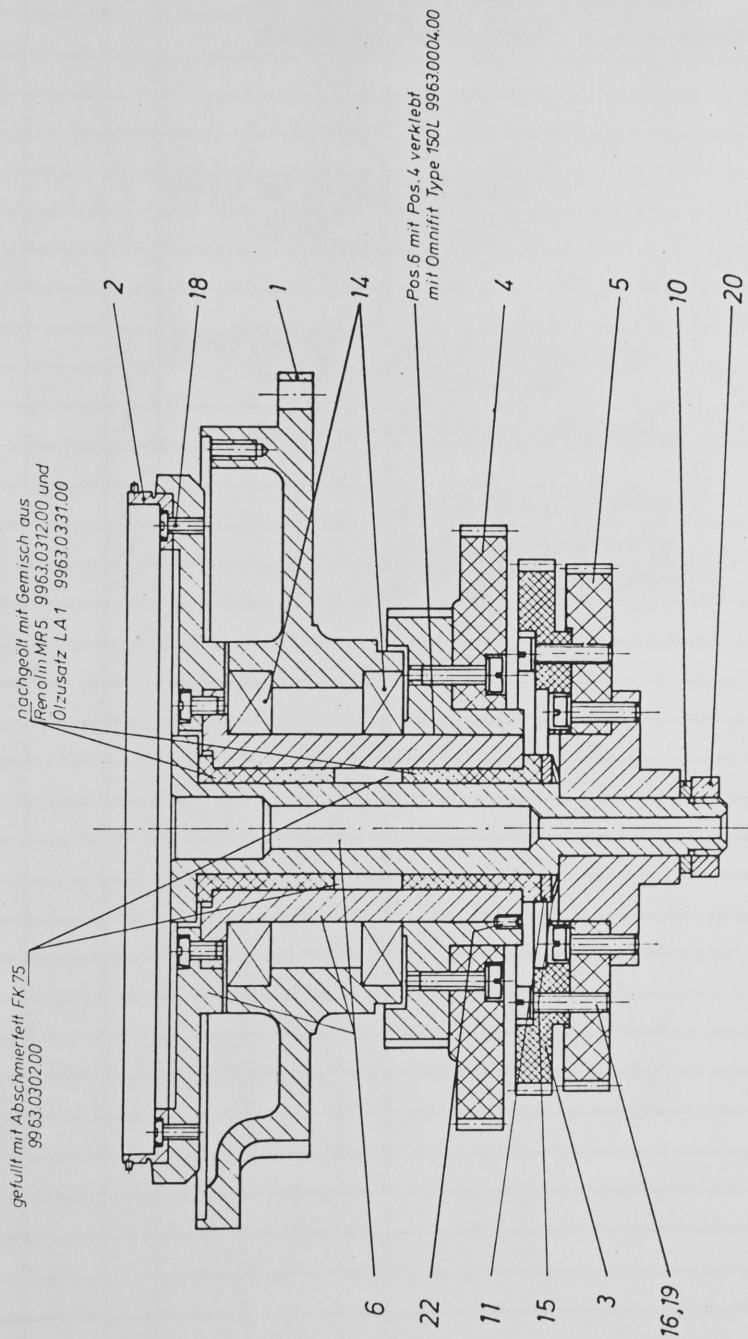 gefüllt mit Abschmierfett FK 75
9963.0302.00
nachgeölt mit Gemisch aus
Renolin MR5 9963.0312.00 und
Ölzusatz LA1 9963.0331.00
2
18
1
14
Pos.6 mit Pos.4 verklebt
mit Omnifit Type 150L 9963.0004.00
4
5
10
20
6
22
11
15
3
16,19